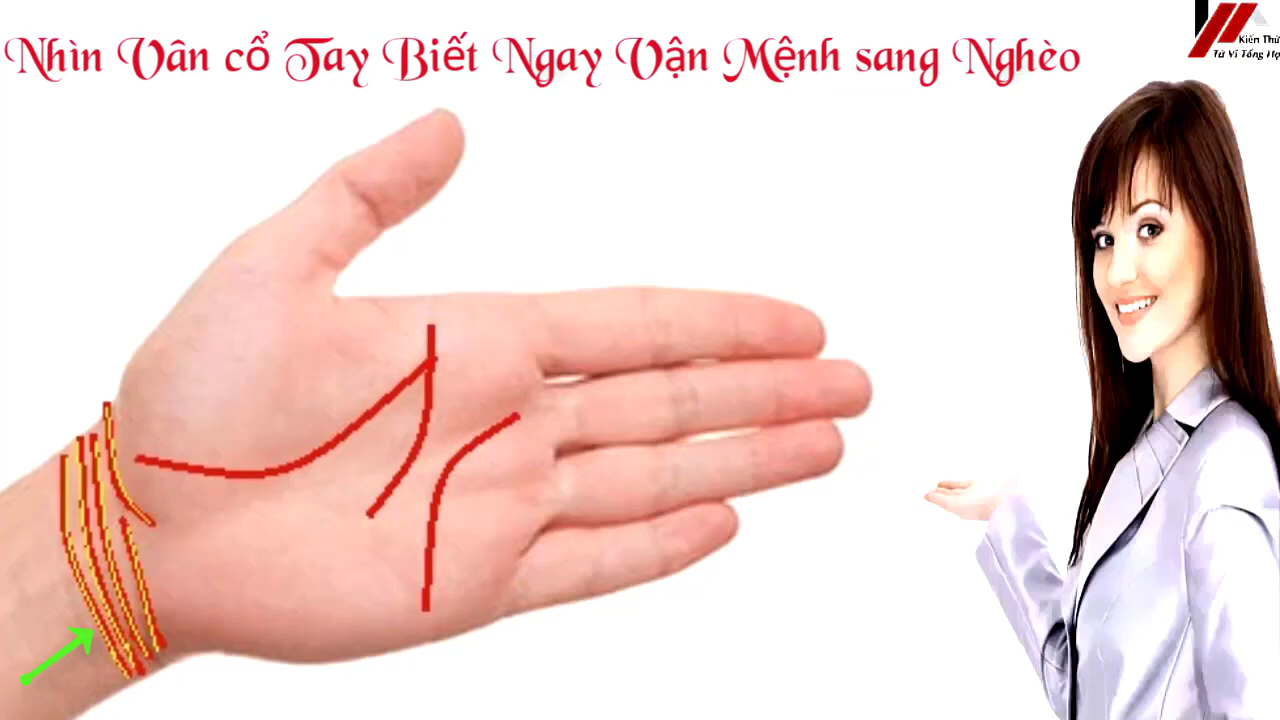 Nhìn Vân cổ Tay Biết Ngay Vận Mệnh sang Nghèo
Kiến Thứ
Tử Vi Tổng Hợ